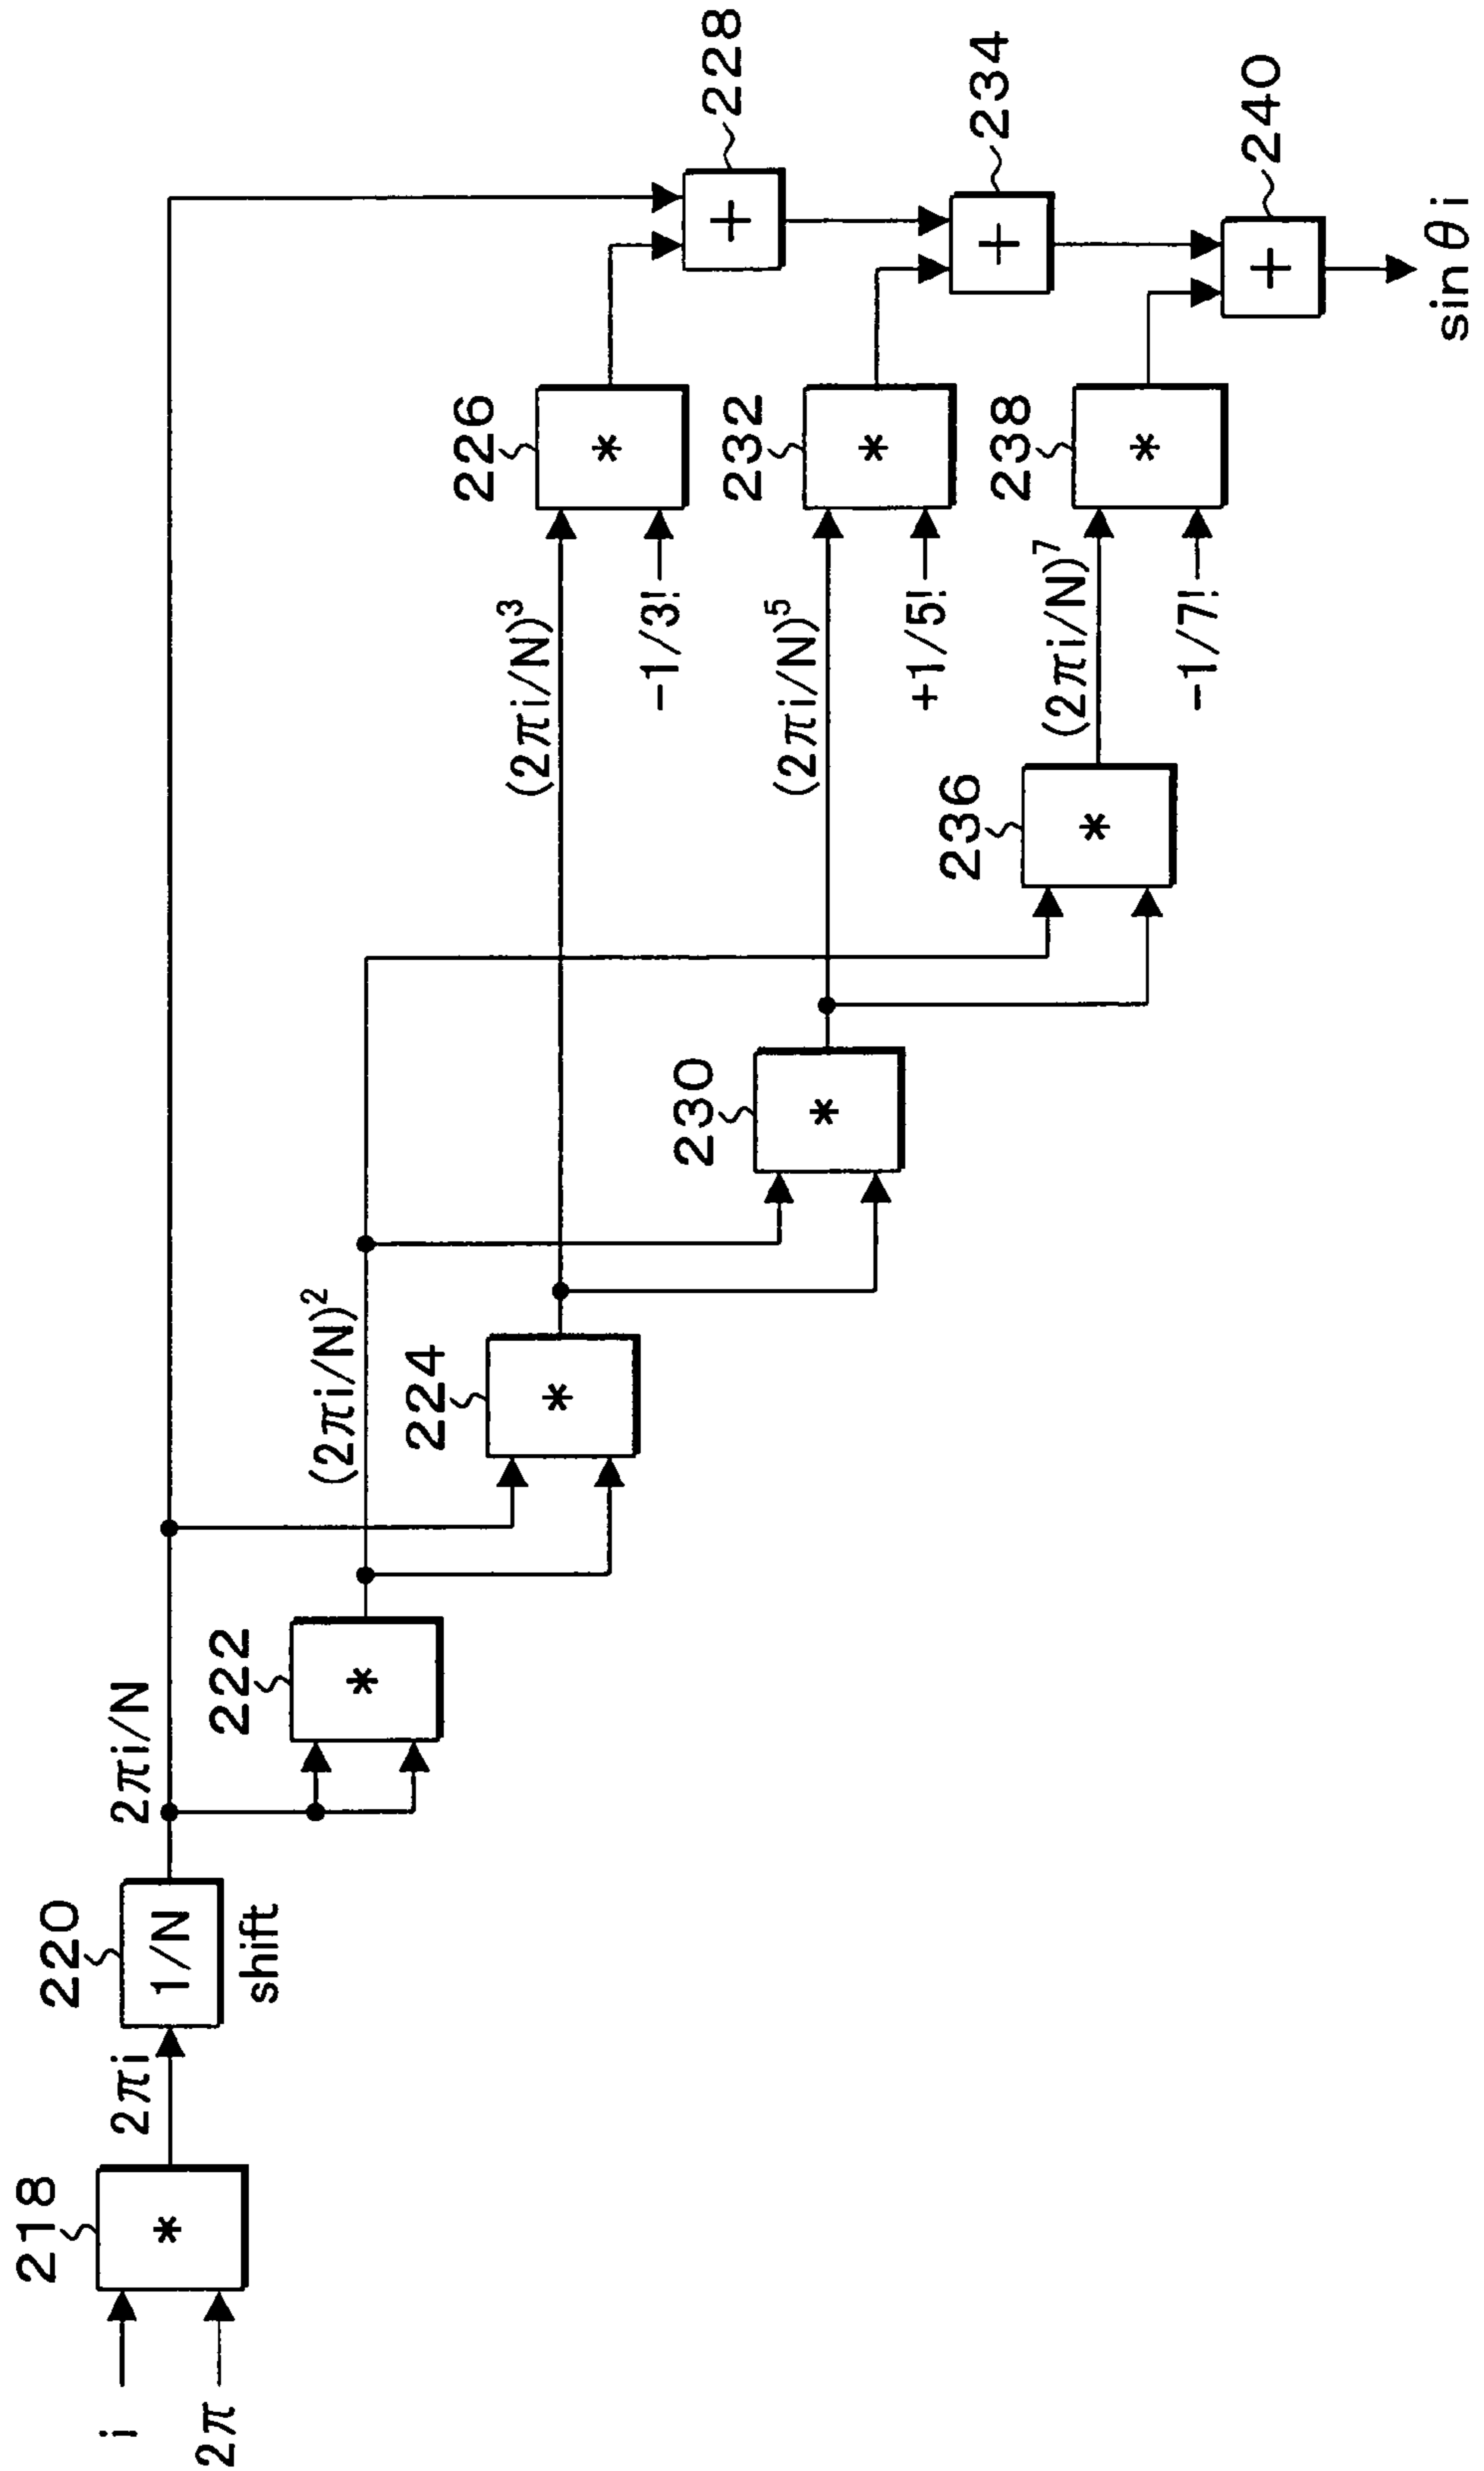 i
2π
218
*
2πi
220
1/N
shift
2πi/N
222
*
(2πi/N)²
224
*
230
*
236
*
(2πi/N)³
-1/3!
226
*
228
+
(2πi/N)⁵
+1/5!
232
*
234
+
(2πi/N)⁷
-1/7!
238
*
240
+
sin θ i